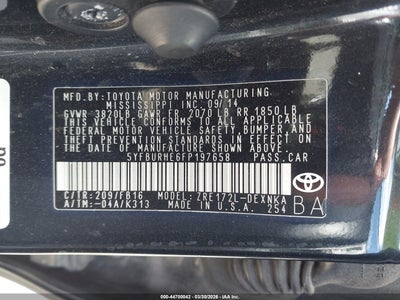 MFD.BY:TOYOTA MOTOR MANUFACTURING
MISSISSIPPI INC. 09/14
GVWR 3820LB GAWR FR. 2070 LB RR.1850LB
THIS VEHICLE CONFORMS TO ALL APPLICABLE
FEDERAL MOTOR VEHICLE SAFETY, BUMPER, AND
THEFT PREVENTION STANDARDS IN EFFECT ON
THE DATE OF MANUFACTURE SHOWN ABOVE.
5YFBURHE6FP197658 PASS.CAR
TOYOTA
C/TR:209/FB16 MODEL: ZRE172L-DEXNKA
A/TM:-04A/K313 MADE IN U.S.A. 254
BA
000-44700042 - 03/30/2026 - IAA